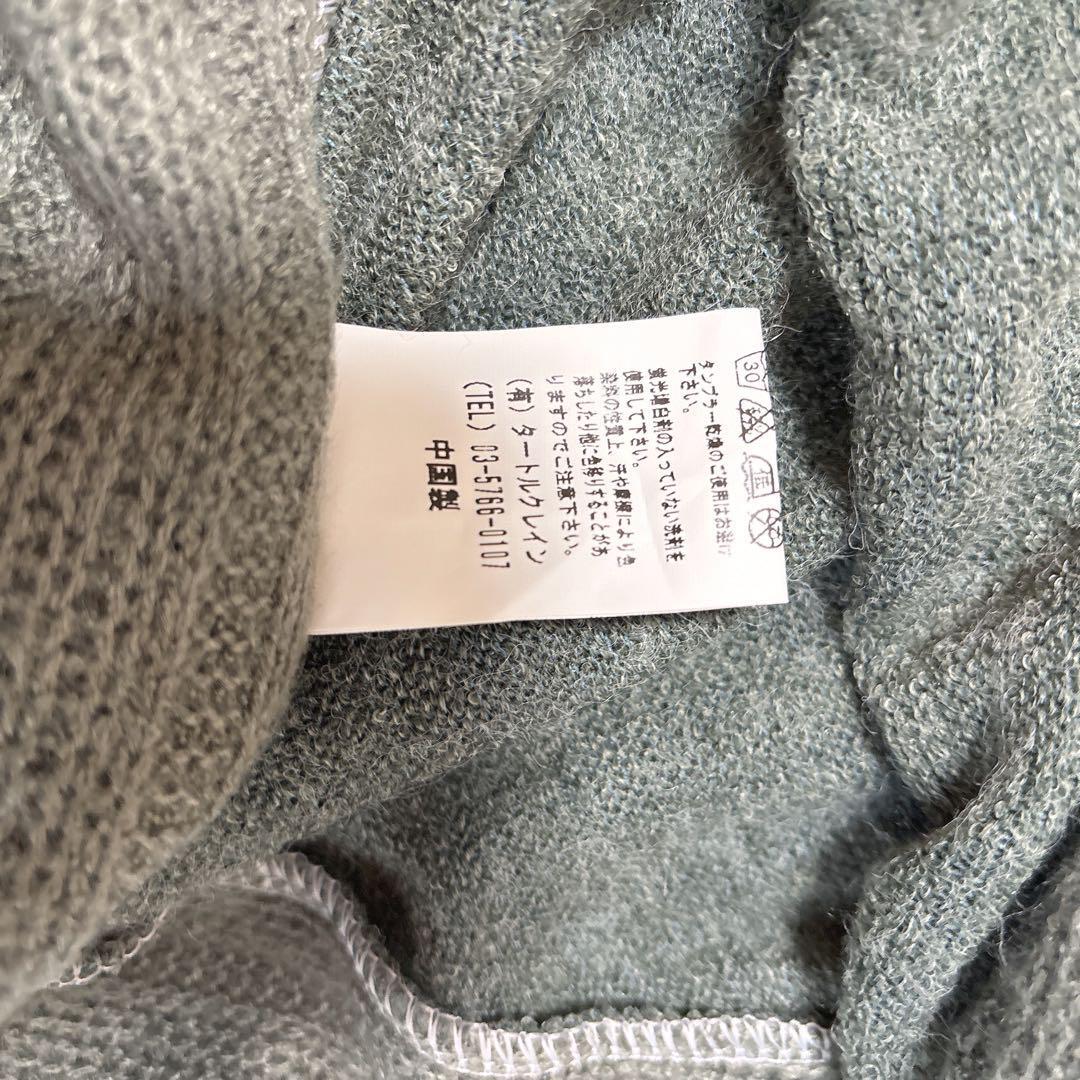 30
タンブラー乾燥のご使用はお避け
下さい。
蛍光増白剤の入っていない洗剤を
使用して下さい。
染料の性質上、汗や摩擦により色
落ちしたり他に色移りすることがあ
りますのでご注意下さい。
(有)タートルクレイン
(TEL) 03-5766-0107
中国製